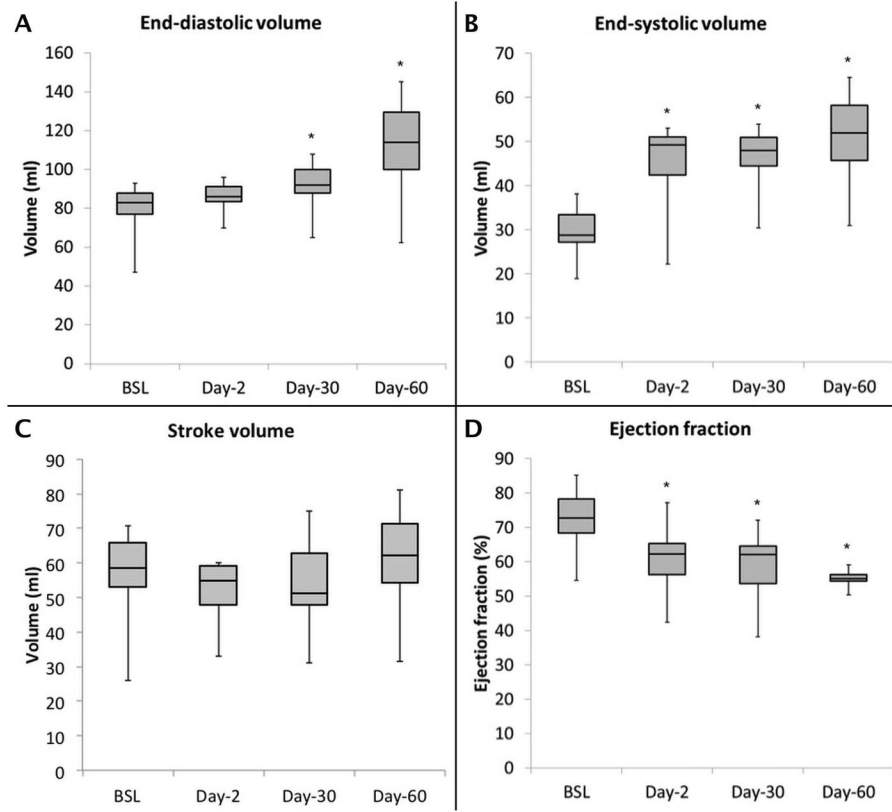 A
End-diastolic volume
Volume (ml)
160
140
120
100
80
60
40
20
0
*
*
BSL Day-2 Day-30 Day-60
B
End-systolic volume
Volume (ml)
70
60
50
40
30
20
10
0
*
*
*
BSL Day-2 Day-30 Day-60
C
Stroke volume
Volume (ml)
90
80
70
60
50
40
30
20
10
0
BSL Day-2 Day-30 Day-60
D
Ejection fraction
Ejection fraction (%)
90
80
70
60
50
40
30
20
10
0
*
*
*
BSL Day-2 Day-30 Day-60